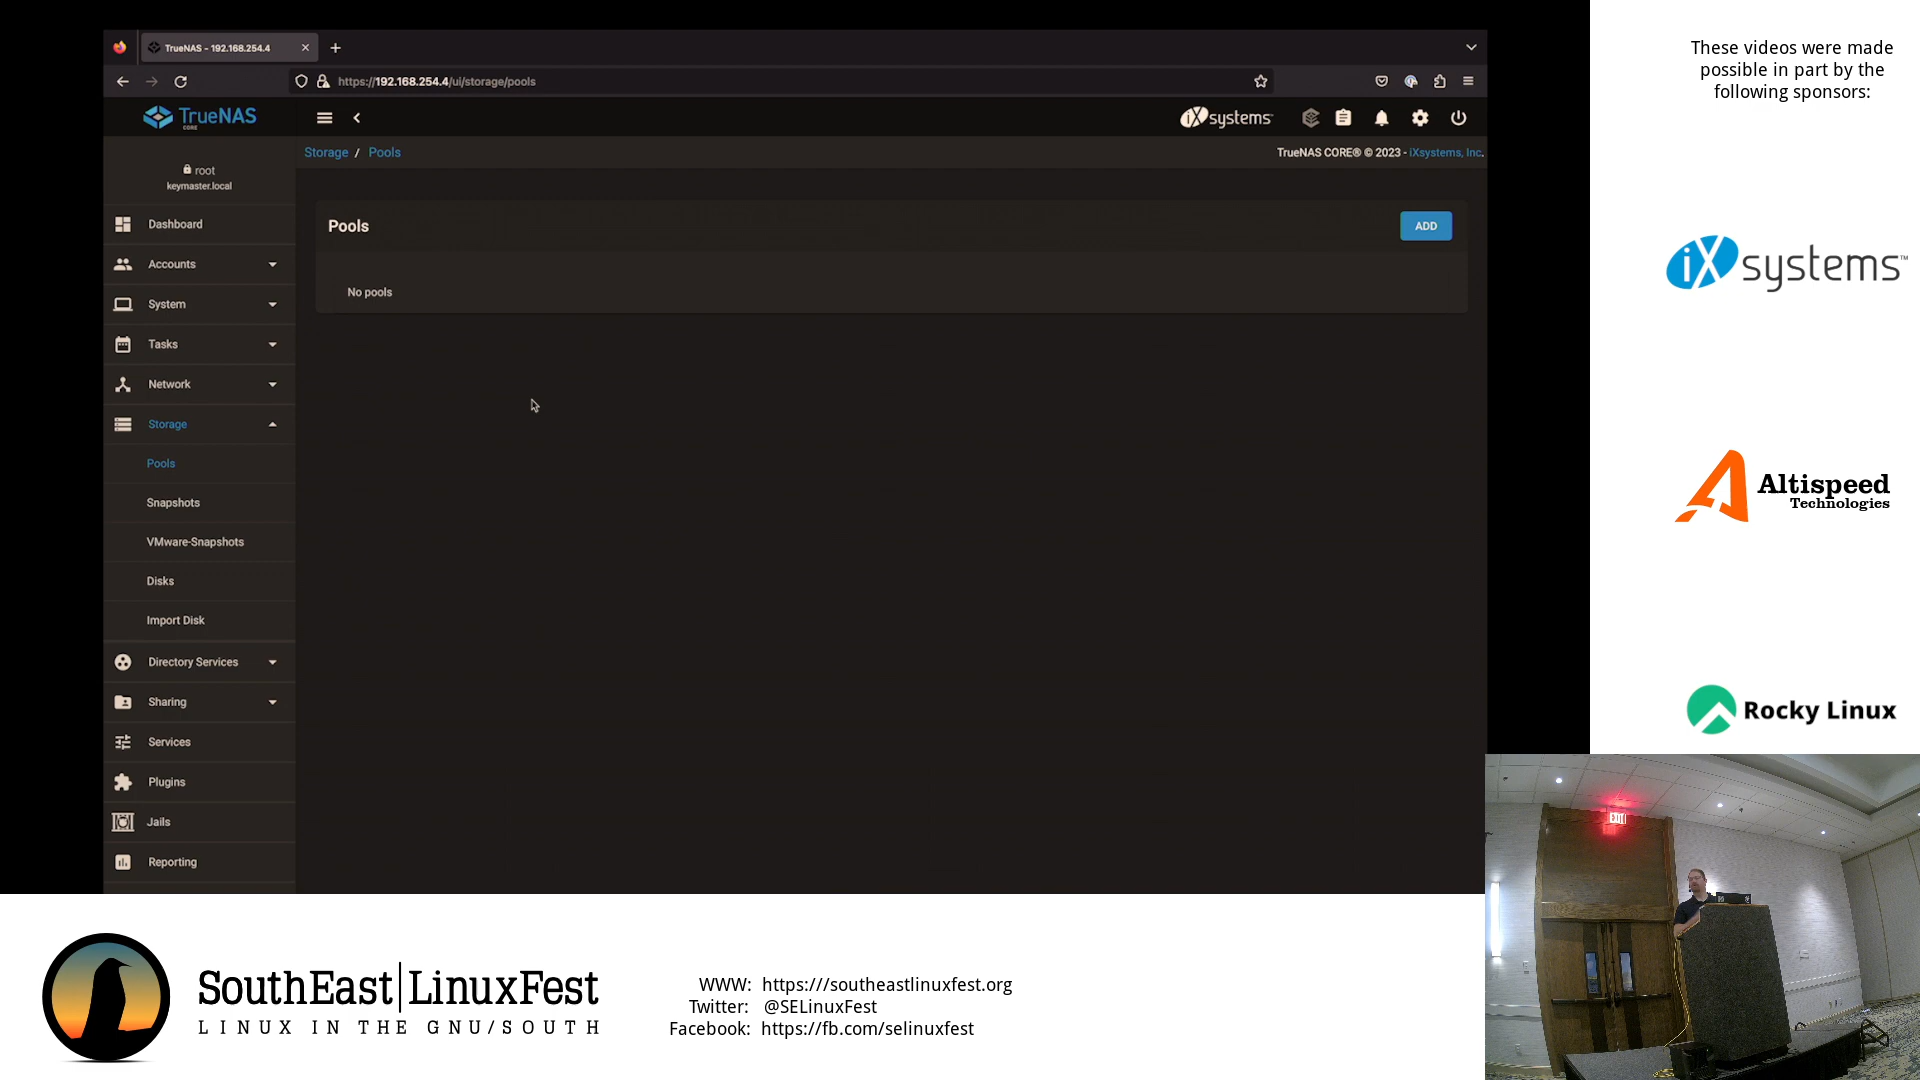 TrueNAS - 192.168.254.4
https://192.168.254.4/ui/storage/pools
TrueNAS
CORE
iXsystems
Storage / Pools
TrueNAS CORE® © 2023 - iXsystems, Inc.
root
keymaster.local
Dashboard
Accounts
System
Tasks
Network
Storage
Pools
Snapshots
VMware-Snapshots
Disks
Import Disk
Directory Services
Sharing
Services
Plugins
Jails
Reporting
Pools
ADD
No pools
These videos were made
possible in part by the
following sponsors:
iXsystems™
Altispeed
Technologies
Rocky Linux
EXIT
SouthEast|LinuxFest
LINUX IN THE GNU/SOUTH
WWW: https:///southeastlinuxfest.org
Twitter: @SELinuxFest
Facebook: https://fb.com/selinuxfest